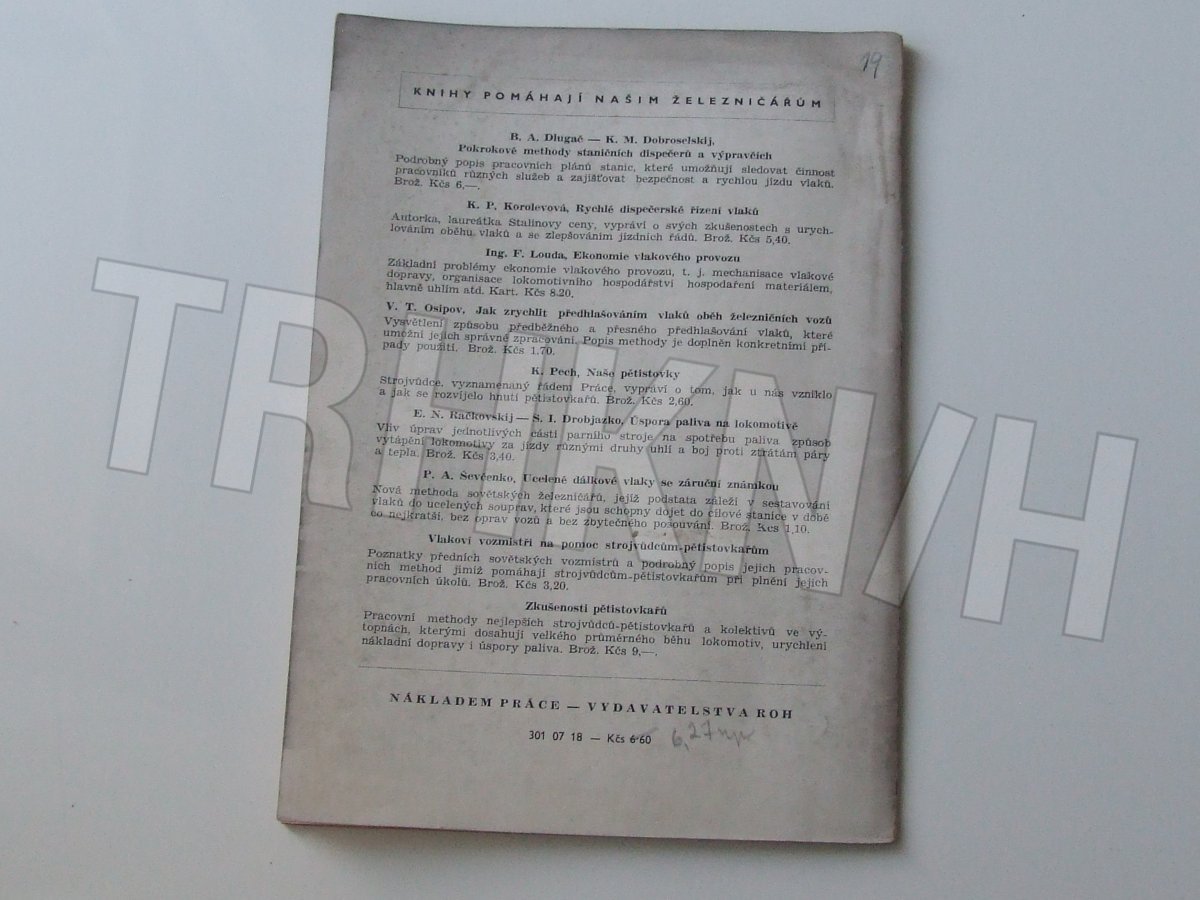 19
KNIHY POMÁHAJÍ NAŠIM ŽELEZNIČÁŘŮM
B. A. Dlugač — K. M. Dobroselskij,
Pokrokové methody staničních dispečerů a výpravčích
Podrobný popis pracovních plánů stanic, které umožňují sledovat činnost
pracovníků různých služeb a zajišťovat bezpečnost a rychlou jízdu vlaků.
Brož. Kčs 6,—.
K. P. Korolevová, Rychlé dispečerské řízení vlaků
Autorka, laureátka Stalinovy ceny, vypráví o svých zkušenostech s urych-
lováním oběhu vlaků a se zlepšováním jízdních řádů. Brož. Kčs 5,40.
Ing. F. Louda, Ekonomie vlakového provozu
Základní problémy ekonomie vlakového provozu, t. j. mechanisace vlakové
dopravy, organisace lokomotivního hospodářství hospodaření materiálem,
hlavně uhlím atd. Kart. Kčs 8.20.
V. T. Osipov, Jak zrychlit předhlašováním vlaků oběh železničních vozů
Vysvětlení způsobu předběžného a přesného předhlašování vlaků, které
umožní jejich správné zpracování. Popis methody je doplněn konkretními pří-
pady použití. Brož. Kčs 1.70.
K. Pech, Naše pětistovky
Strojvůdce, vyznamenaný řádem Práce, vypráví o tom, jak u nás vzniklo
a jak se rozvíjelo hnutí pětistovkařů. Brož. Kčs 2,60.
E. N. Račkovskij — S. I. Drobjazko, Úspora paliva na lokomotivě
Vliv úprav jednotlivých částí parního stroje na spotřebu paliva způsob
vytápění lokomotivy za jízdy různými druhy uhlí a boj proti ztrátám páry
a tepla. Brož. Kčs 3,40.
P. A. Ševčenko, Ucelené dálkové vlaky se záruční známkou
Nová methoda sovětských železničářů, jejíž podstata záleží v sestavování
vlaků do ucelených souprav, které jsou schopny dojet do cílové stanice v době
co nejkratší, bez oprav vozů a bez zbytečného posouvání. Brož. Kčs 1,10.
Vlakoví vozmistři na pomoc strojvůdcům-pětistovkařům
Poznatky předních sovětských vozmistrů a podrobný popis jejich pracov-
ních method jimiž pomáhají strojvůdcům-pětistovkařům při plnění jejich
pracovních úkolů. Brož. Kčs 3,20.
Zkušenosti pětistovkařů
Pracovní methody nejlepších strojvůdců-pětistovkařů a kolektivů ve vý-
topnách, kterými dosahují velkého průměrného běhu lokomotiv, urychlení
nákladní dopravy i úspory paliva. Brož. Kčs 9,—.
NÁKLADEM PRÁCE — VYDAVATELSTVA ROH
301 07 18 — Kčs 6·60 6,27
TRHKNIH